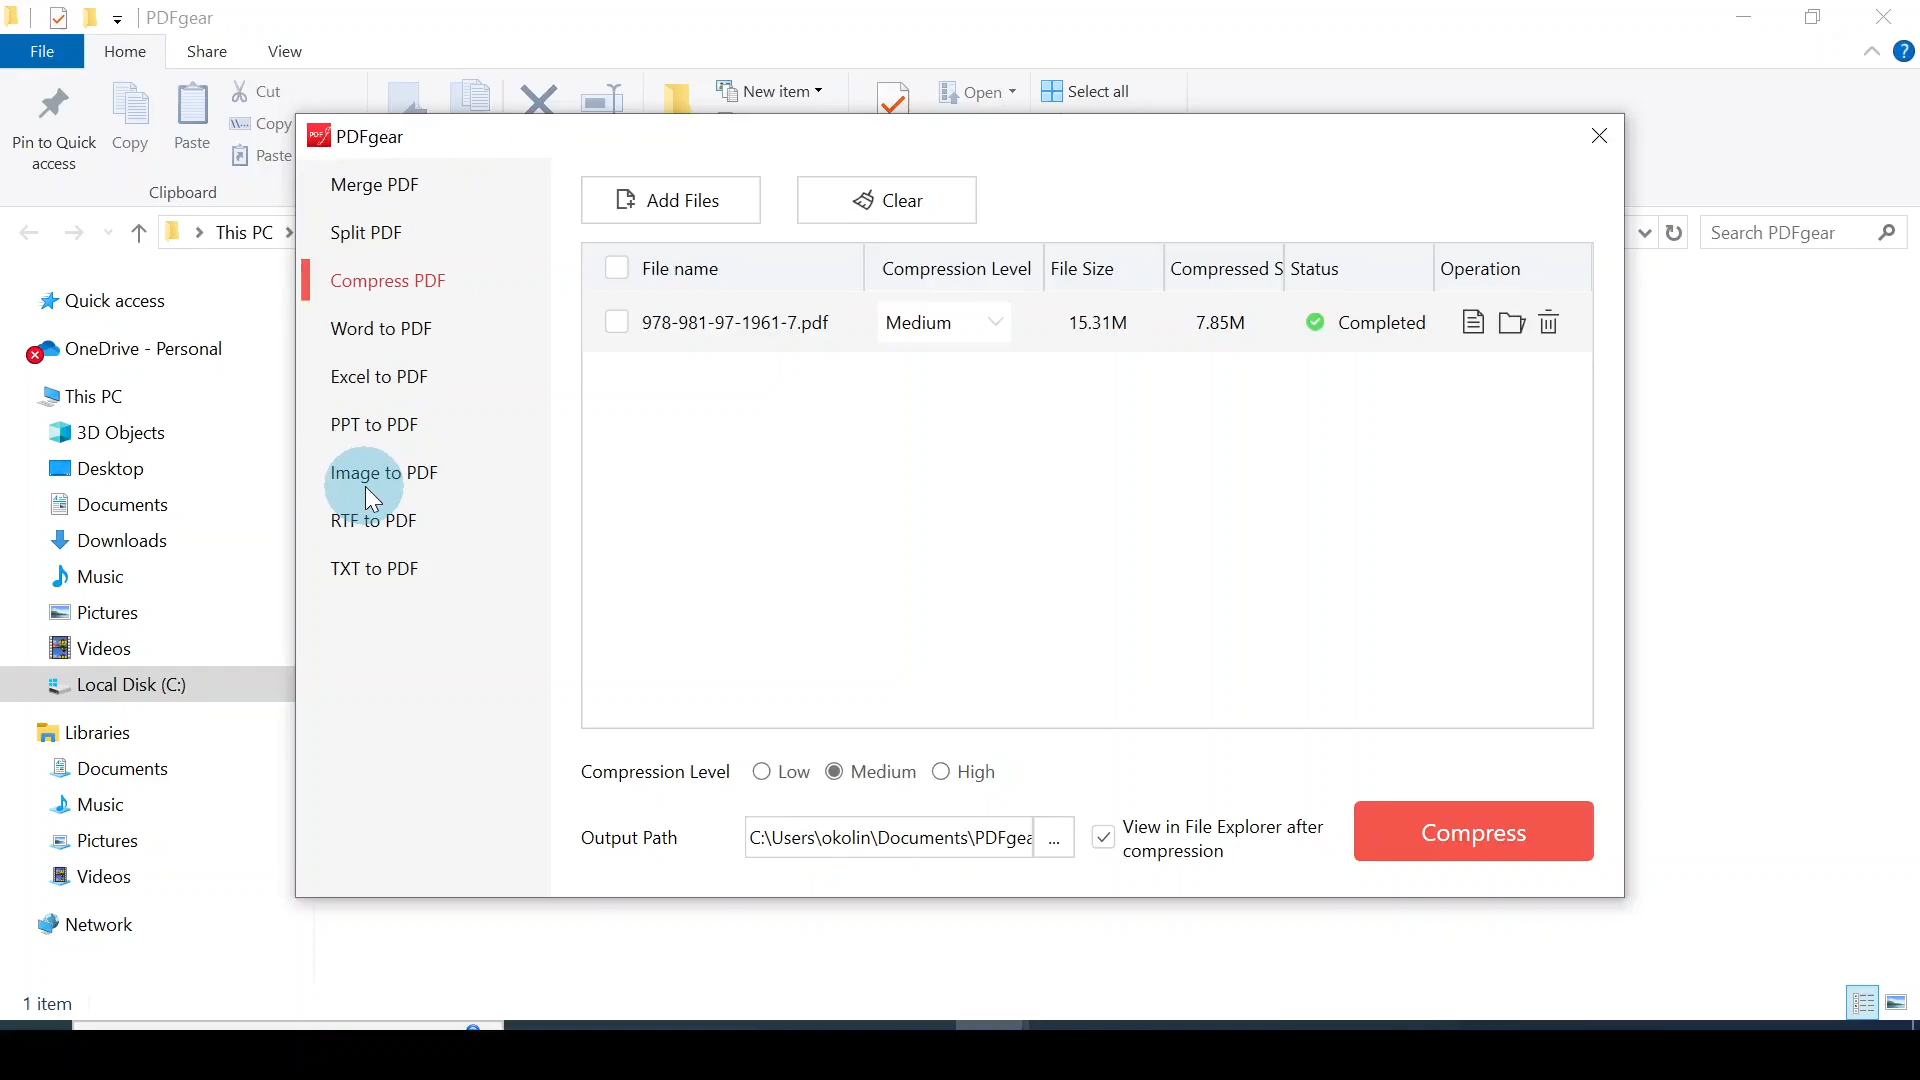 PDFgear
File
Home
Share
View
Pin to Quick
access
Copy
Paste
Cut
Copy
Paste
Clipboard
New item
Open
Select all
This PC
Search PDFgear
Quick access
OneDrive - Personal
This PC
3D Objects
Desktop
Documents
Downloads
Music
Pictures
Videos
Local Disk (C:)
Libraries
Documents
Music
Pictures
Videos
Network
1 item
PDFgear
Merge PDF
Split PDF
Compress PDF
Word to PDF
Excel to PDF
PPT to PDF
Image to PDF
RTF to PDF
TXT to PDF
Add Files
Clear
File name Compression Level File Size Compressed S Status Operation
978-981-97-1961-7.pdf Medium 15.31M 7.85M Completed
Compression Level Low Medium High
Output Path C:\Users\okolin\Documents\PDFgea ...
View in File Explorer after
compression
Compress